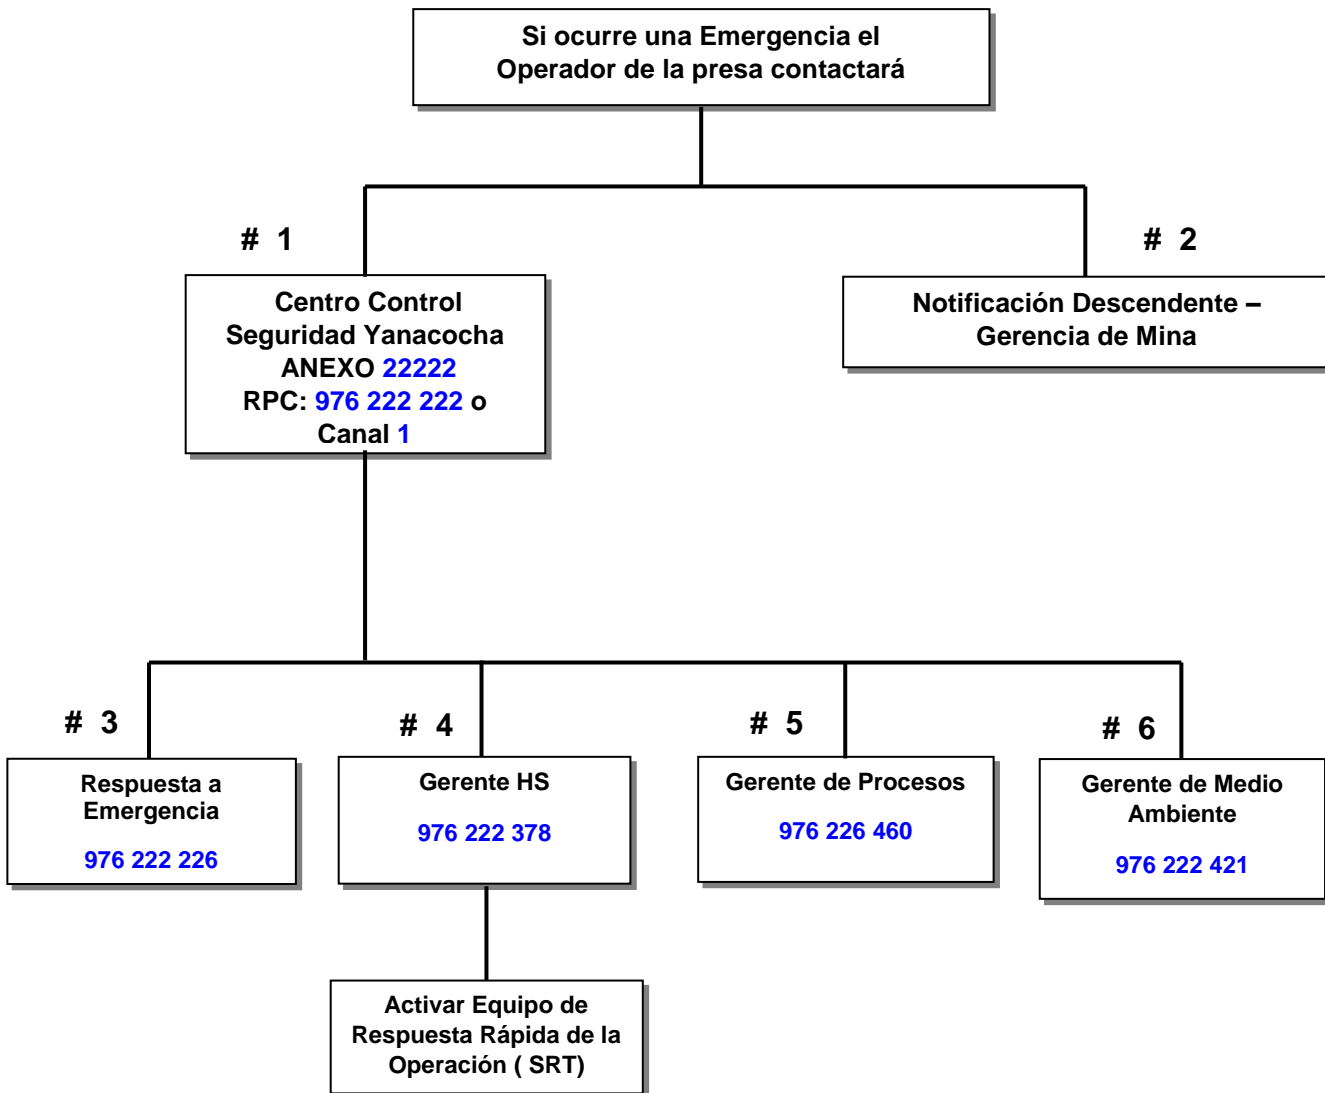 Si ocurre una Emergencia el
Operador de la presa contactará
# 1
# 2
Centro Control
Seguridad Yanacocha
ANEXO 22222
RPC: 976 222 222 o
Canal 1
Notificación Descendente –
Gerencia de Mina
# 3
# 4
# 5
# 6
Respuesta a
Emergencia
976 222 226
Gerente HS
976 222 378
Gerente de Procesos
976 226 460
Gerente de Medio
Ambiente
976 222 421
Activar Equipo de
Respuesta Rápida de la
Operación ( SRT)